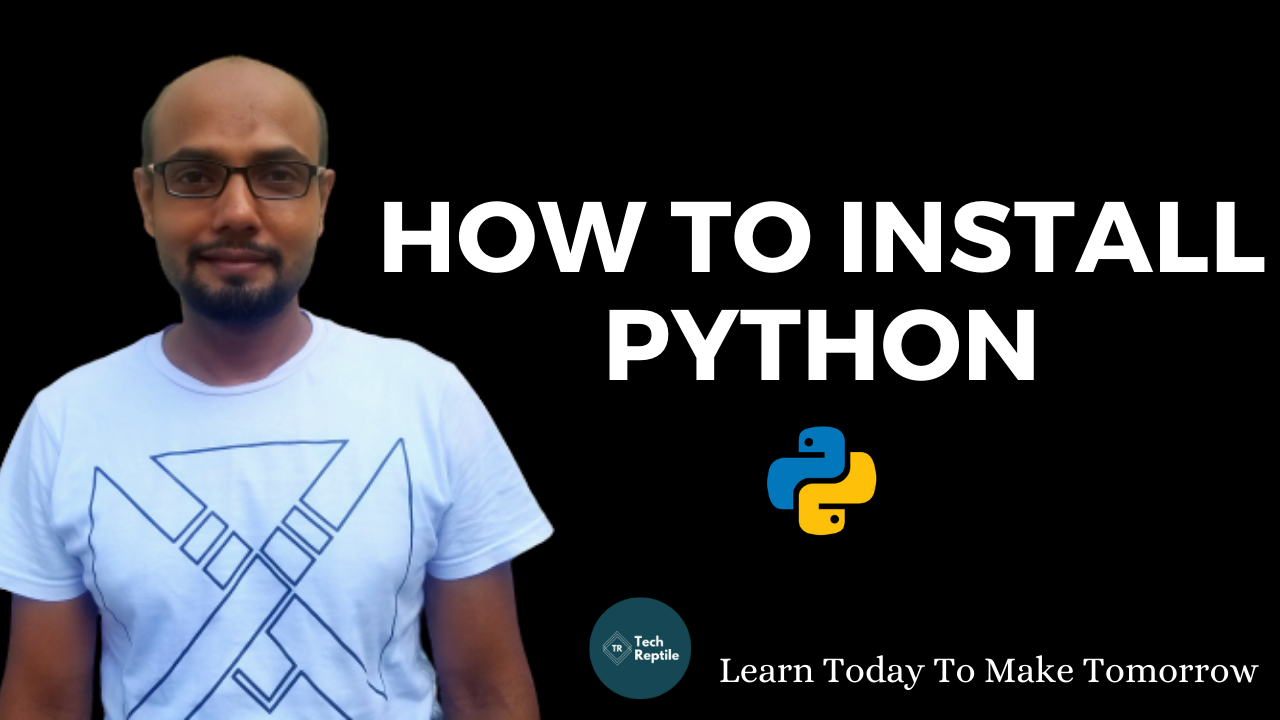 HOW TO INSTALL
PYTHON
TR
Tech
Reptile
Learn Today To Make Tomorrow